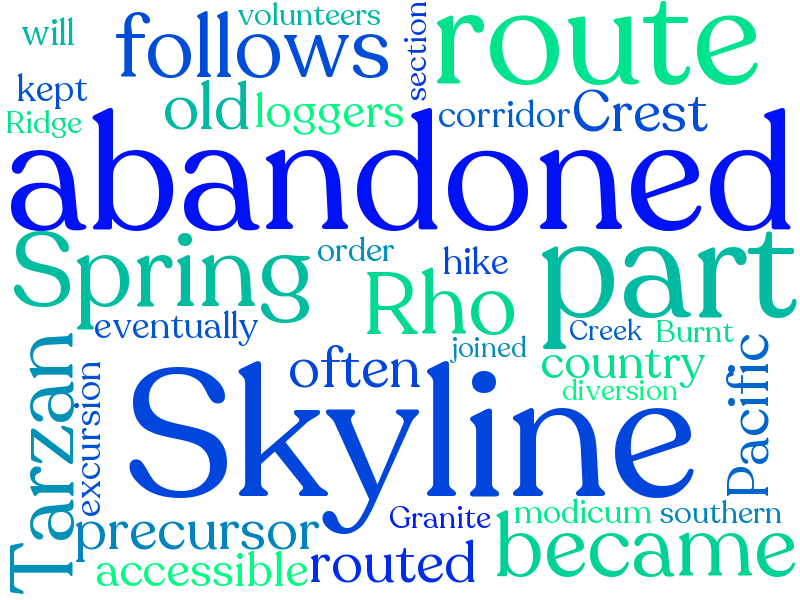 will
volunteers
follows
section
route
kept
old
loggers
corridor
Crest
Ridge
abandoned
Spring
order
hike
part
Rho
eventually
joined
Creek
Burnt
often
country
diversion
Tarzan
excursion
Skyline
Pacific
precursor
Granite
modicum
southern
accessible
routed
became